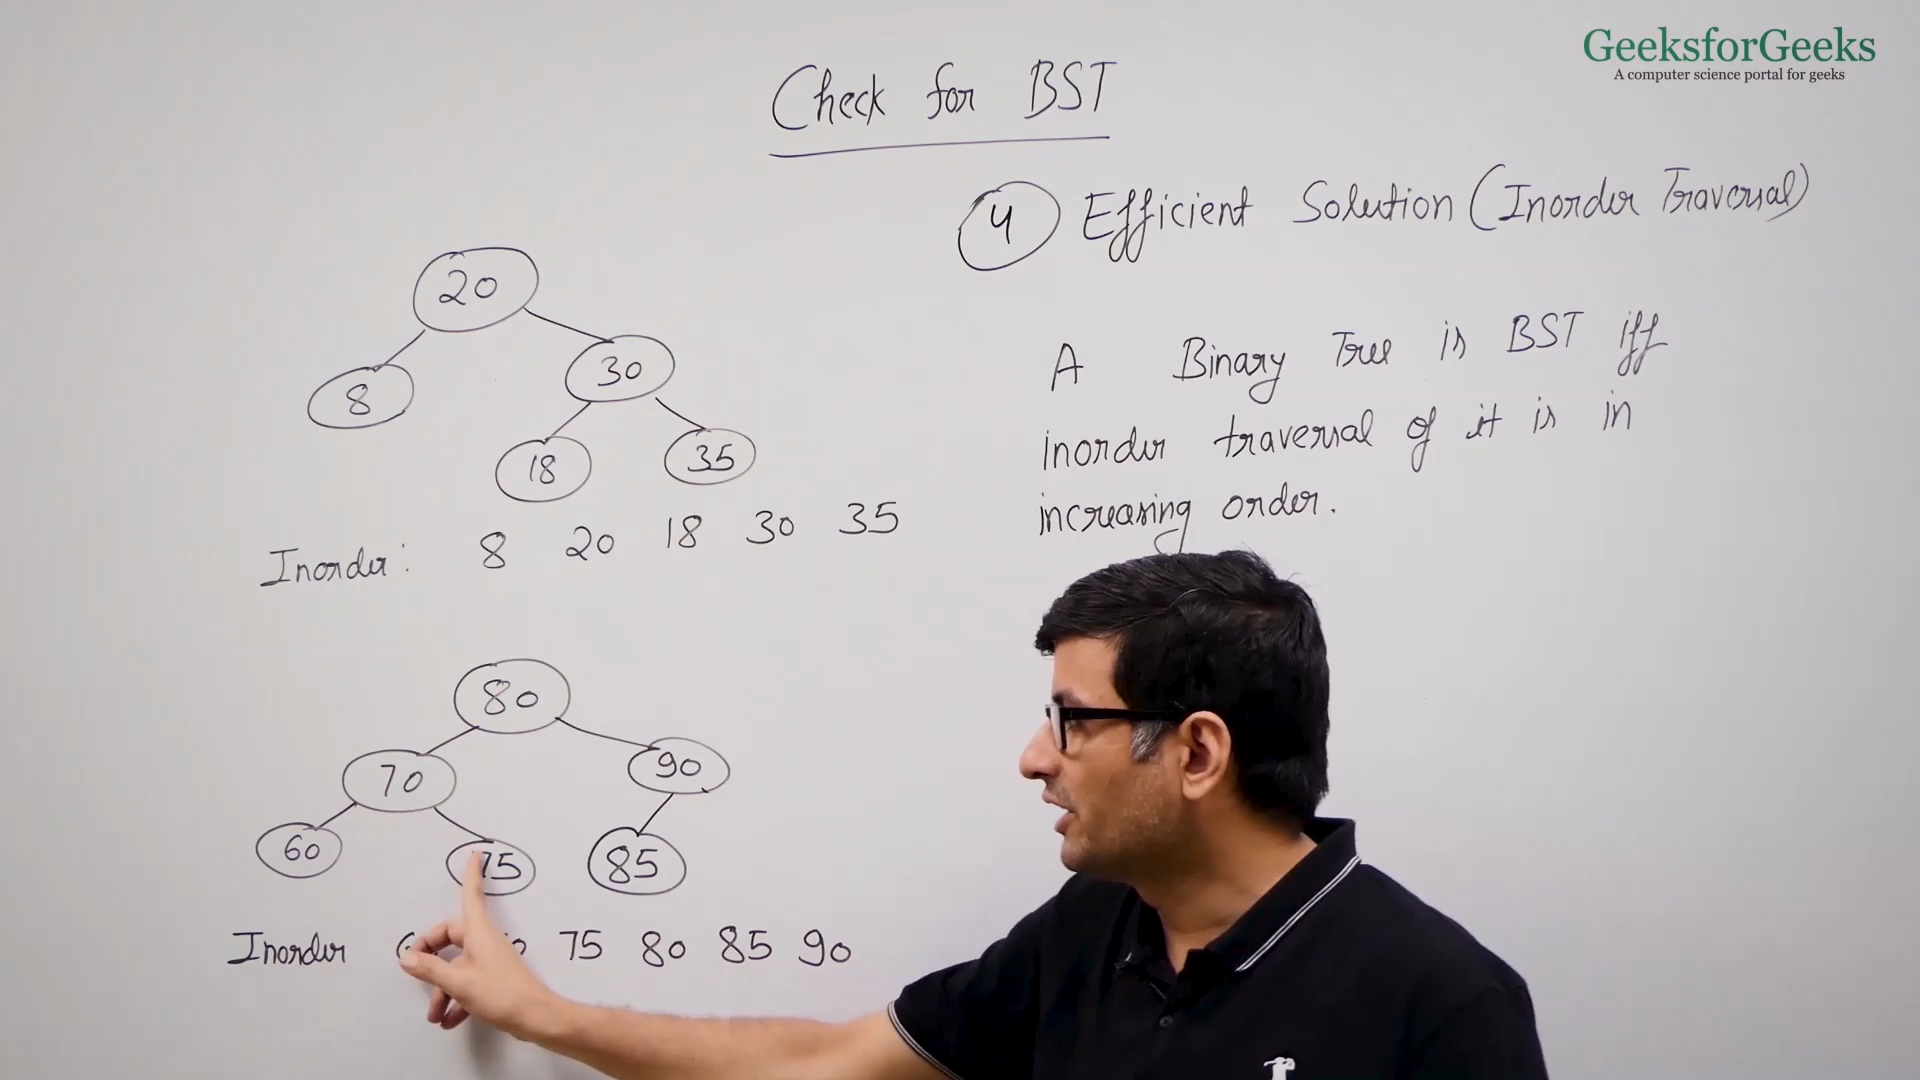 GeeksforGeeks
A computer science portal for geeks
Check for BST
4 Efficient Solution (Inorder Traversal)
A Binary Tree is BST iff
inorder traversal of it is in
increasing order.
20
8 30
18 35
Inorder: 8 20 18 30 35
80
70 90
60 75 85
Inorder 75 80 85 90